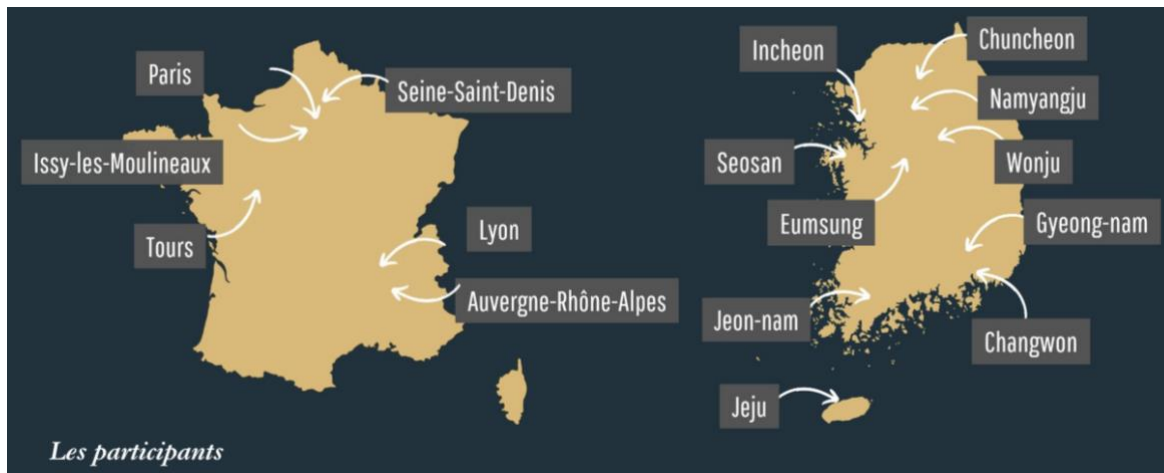 Paris
Seine-Saint-Denis
Issy-les-Moulineaux
Tours
Lyon
Auvergne-Rhône-Alpes
Incheon
Chuncheon
Namyangju
Seosan
Wonju
Eumsung
Gyeong-nam
Jeon-nam
Changwon
Jeju
Les participants